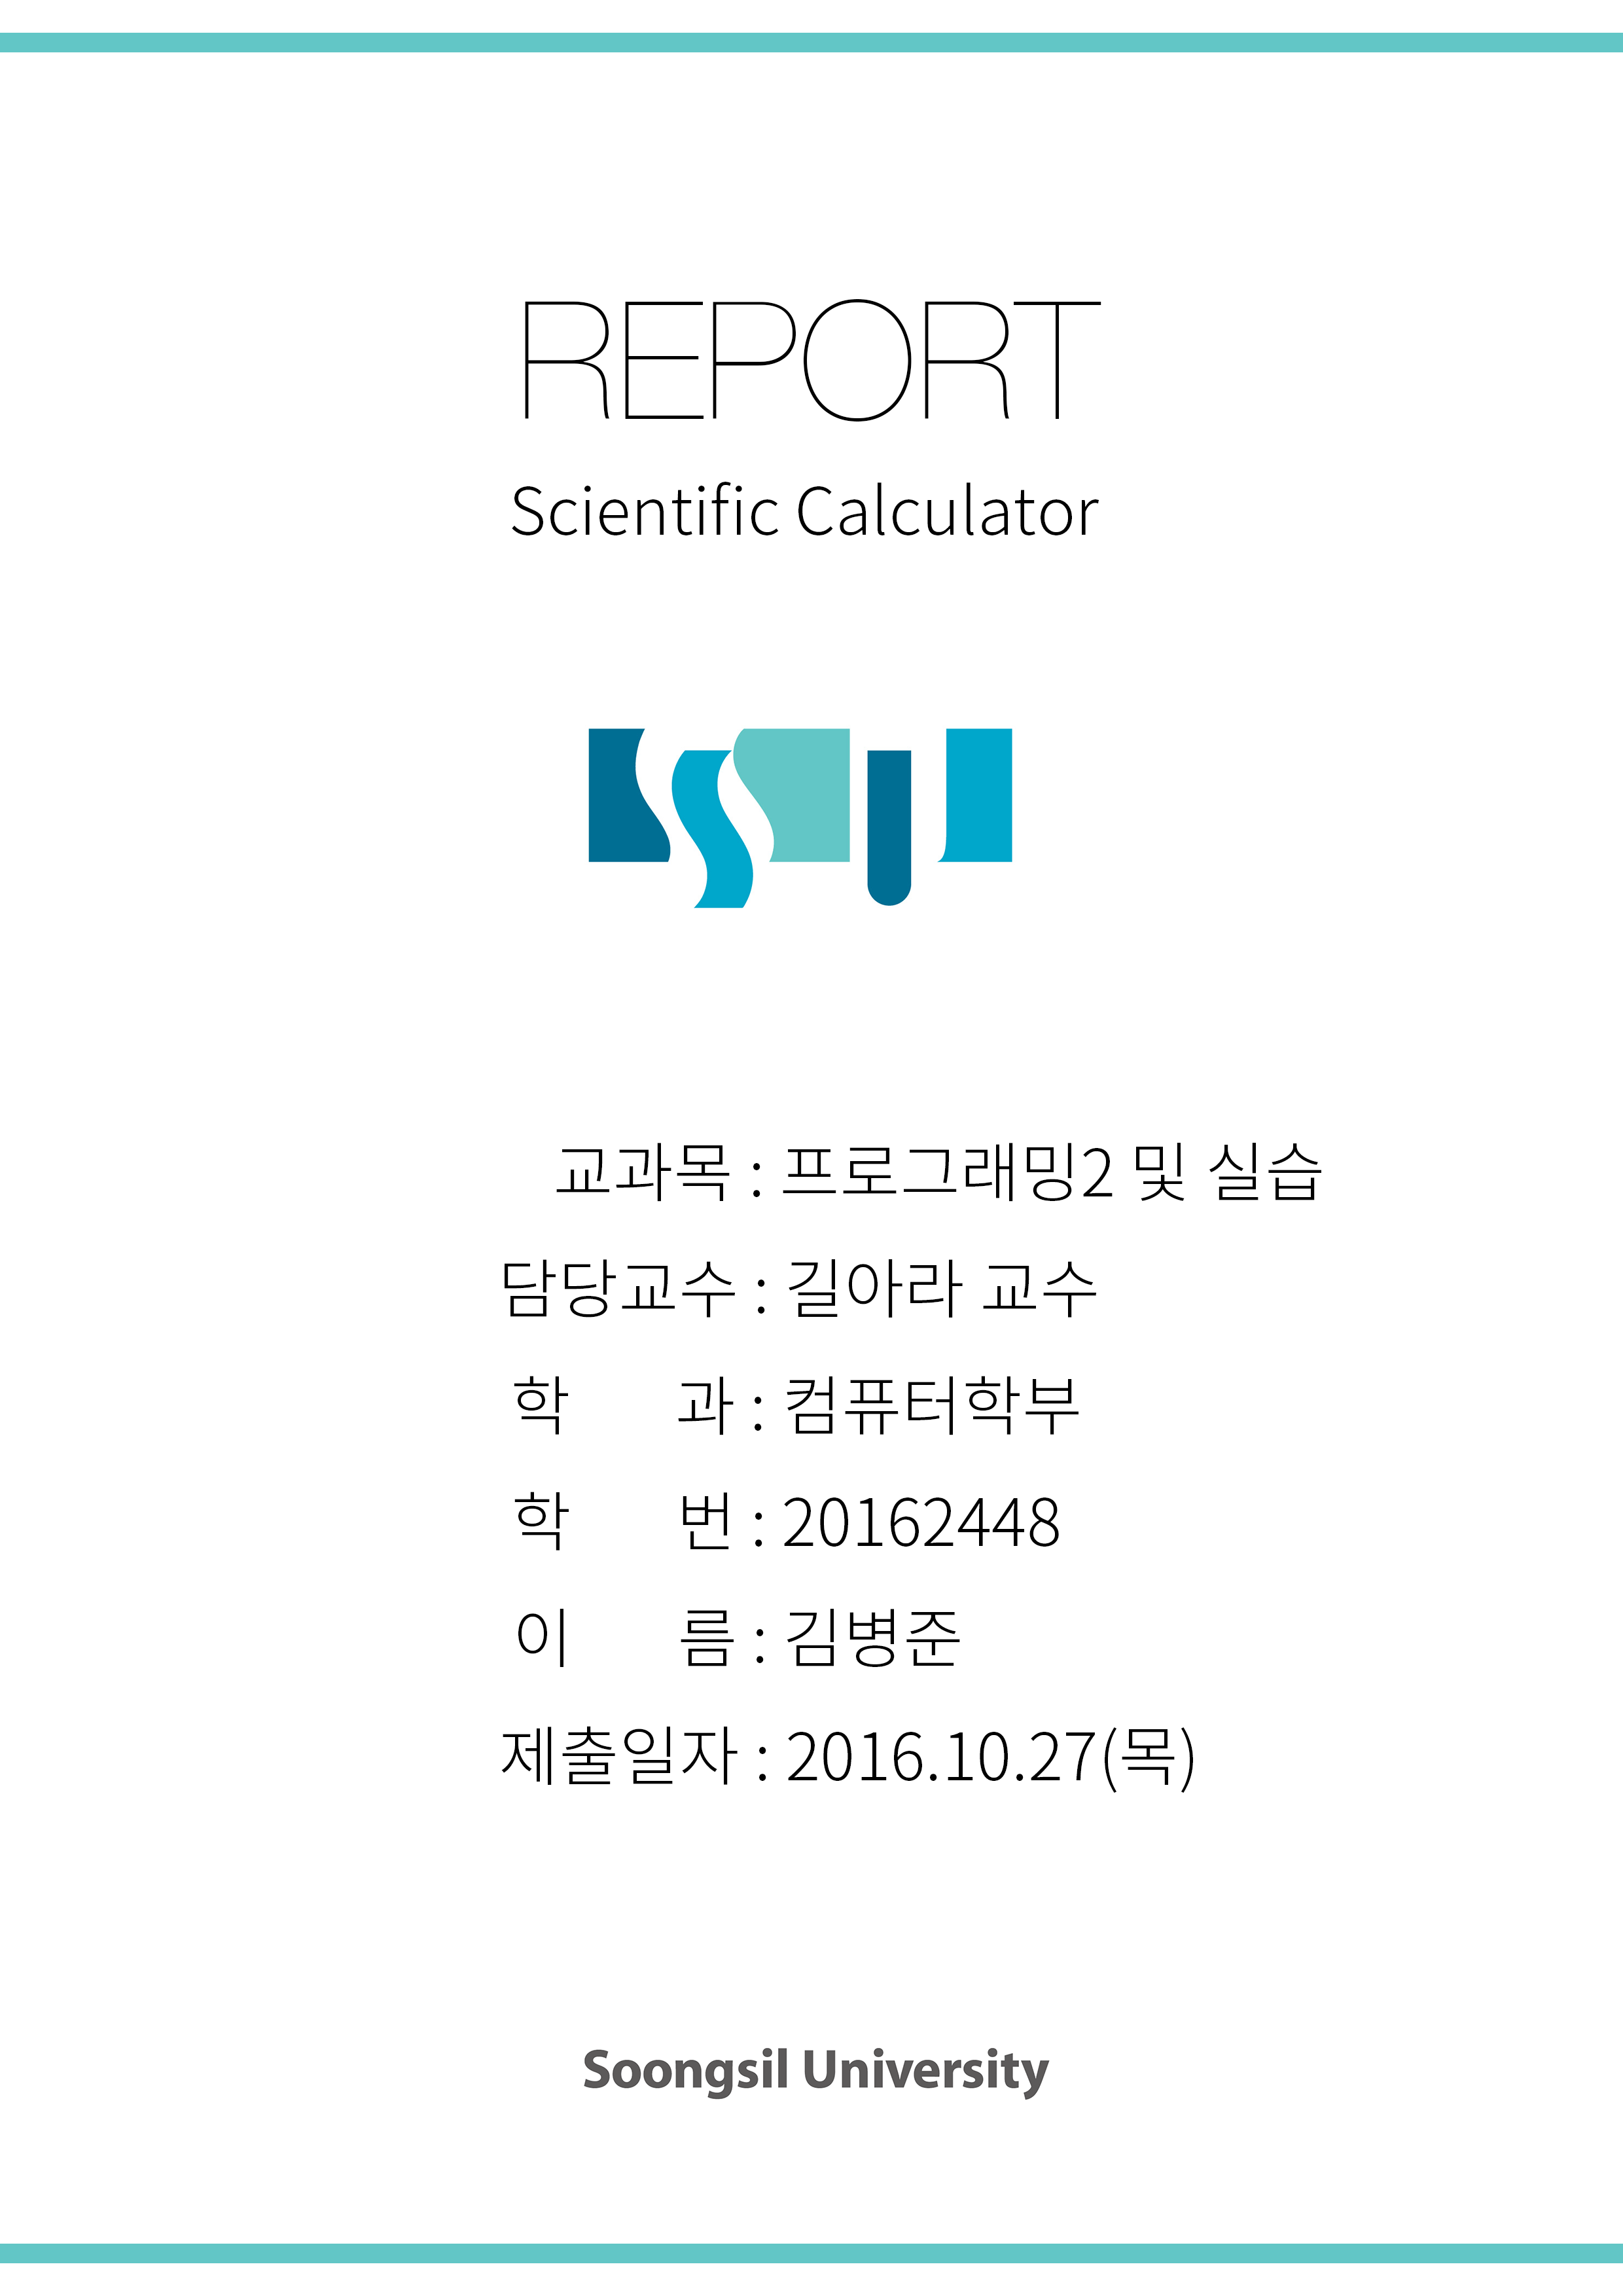 REPORT
Scientific Calculator
SSU
교과목 : 프로그래밍2 및 실습
담당교수 : 길아라 교수
학 과 : 컴퓨터학부
학 번 : 20162448
이 름 : 김병준
제출일자 : 2016.10.27(목)
Soongsil University